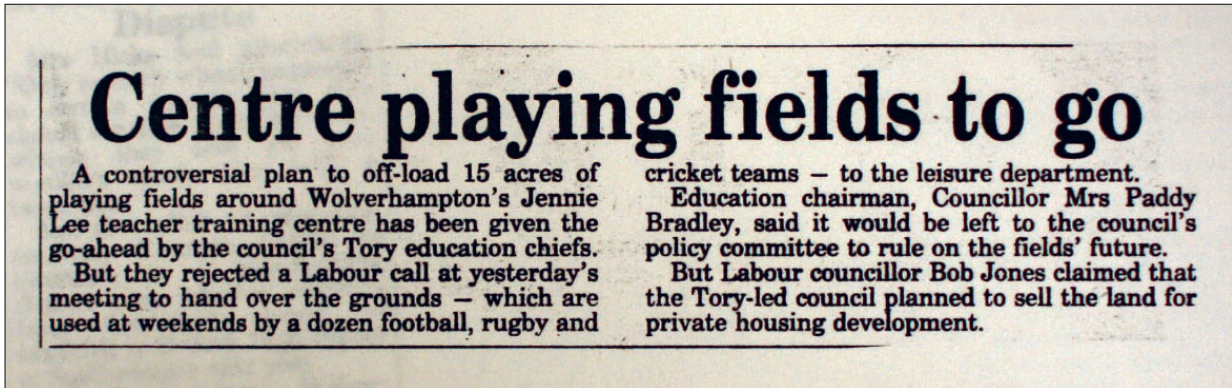 Dispute
Centre playing fields to go
A controversial plan to off-load 15 acres of
playing fields around Wolverhampton's Jennie
Lee teacher training centre has been given the
go-ahead by the council's Tory education chiefs.
But they rejected a Labour call at yesterday's
meeting to hand over the grounds — which are
used at weekends by a dozen football, rugby and
cricket teams — to the leisure department.
Education chairman, Councillor Mrs Paddy
Bradley, said it would be left to the council's
policy committee to rule on the fields' future.
But Labour councillor Bob Jones claimed that
the Tory-led council planned to sell the land for
private housing development.